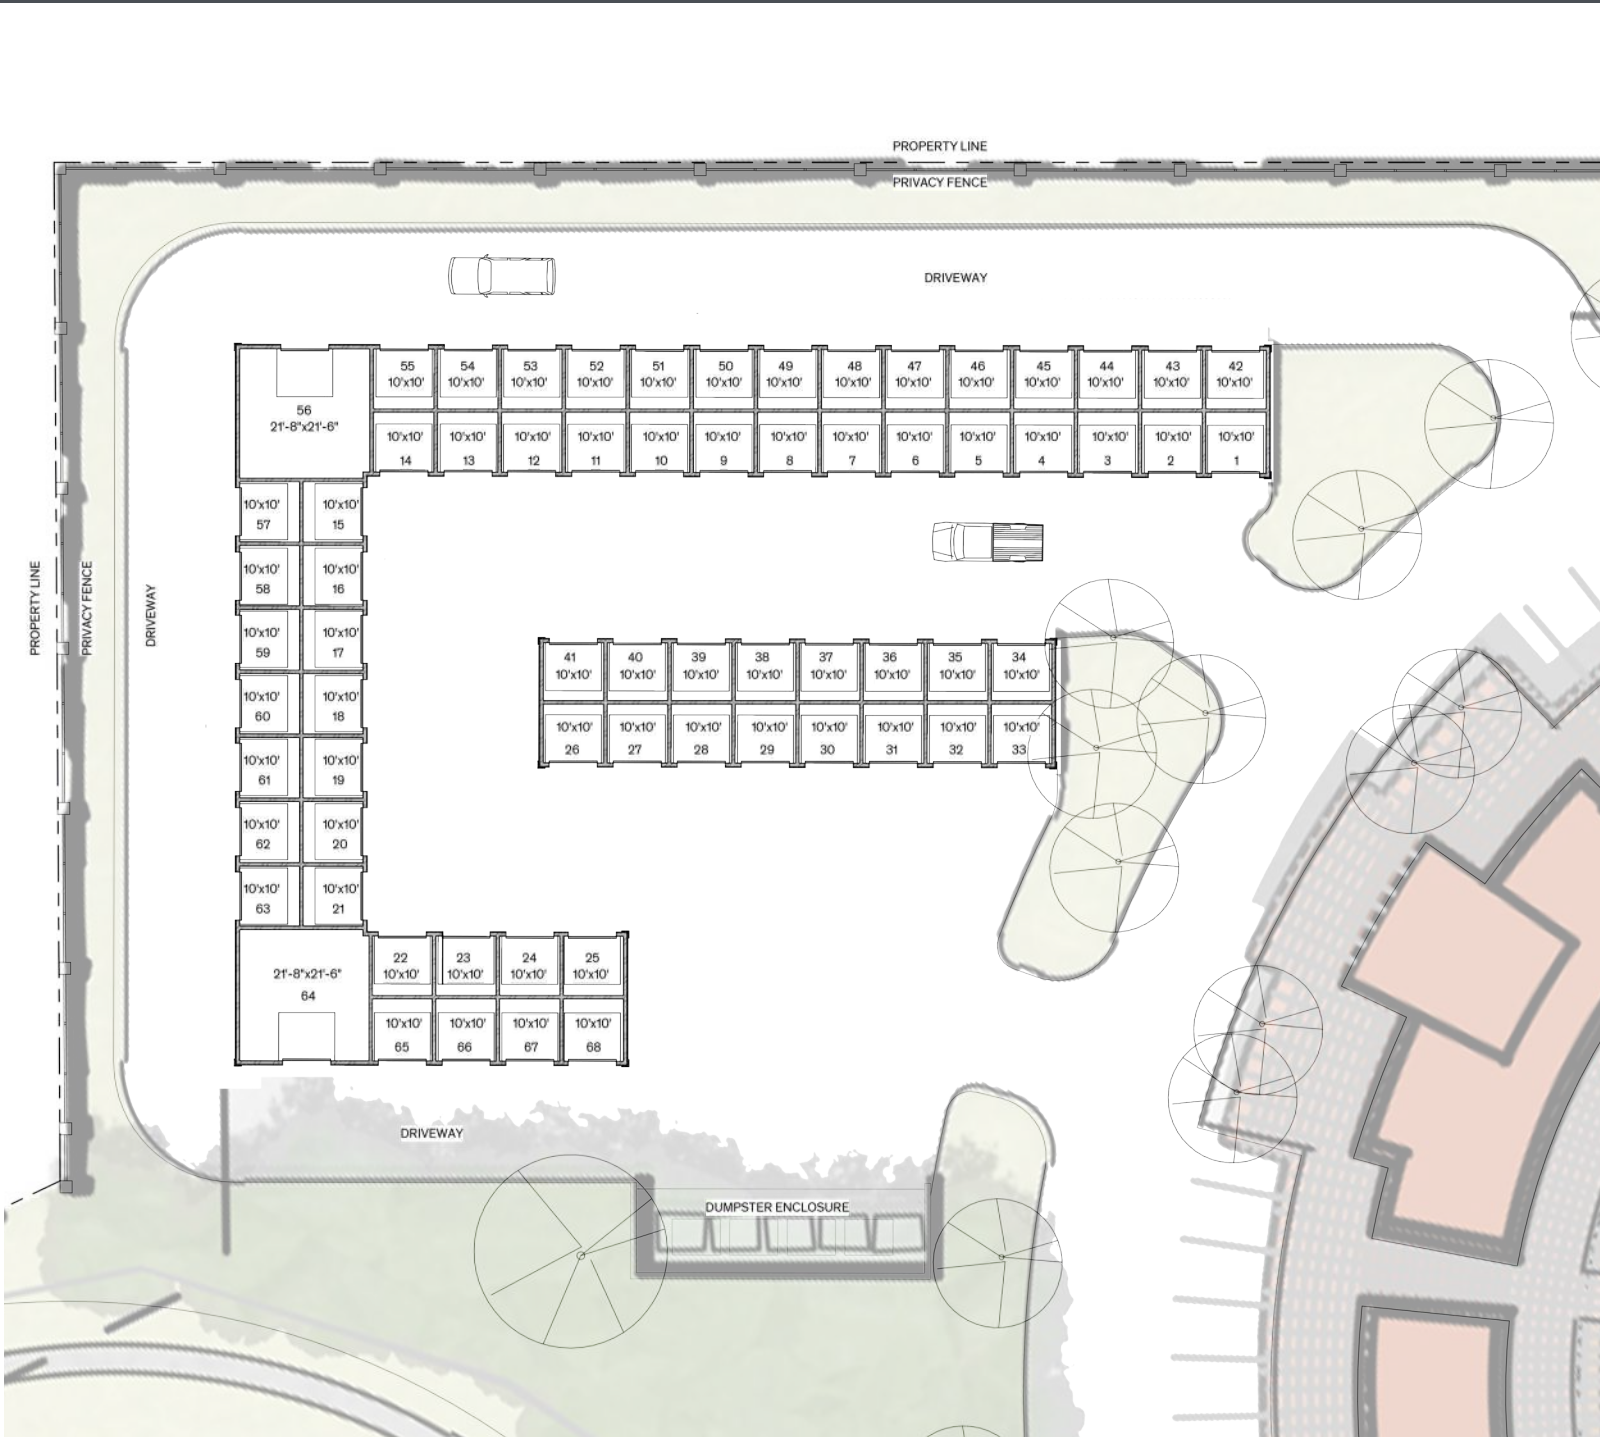 PROPERTY LINE
PRIVACY FENCE
DRIVEWAY
55 54 53 52 51 50 49 48 47 46 45 44 43 42
10'x10' 10'x10' 10'x10' 10'x10' 10'x10' 10'x10' 10'x10' 10'x10' 10'x10' 10'x10' 10'x10' 10'x10' 10'x10' 10'x10'
56
21'-8"x21'-6"
10'x10' 10'x10' 10'x10' 10'x10' 10'x10' 10'x10' 10'x10' 10'x10' 10'x10' 10'x10' 10'x10' 10'x10' 10'x10' 10'x10'
14 13 12 11 10 9 8 7 6 5 4 3 2 1
10'x10' 10'x10'
57 15
10'x10' 10'x10'
58 16
10'x10' 10'x10'
59 17
10'x10' 10'x10'
60 18
10'x10' 10'x10'
61 19
10'x10' 10'x10'
62 20
10'x10' 10'x10'
63 21
PROPERTY LINE
PRIVACY FENCE
DRIVEWAY
41 40 39 38 37 36 35 34
10'x10' 10'x10' 10'x10' 10'x10' 10'x10' 10'x10' 10'x10' 10'x10'
10'x10' 10'x10' 10'x10' 10'x10' 10'x10' 10'x10' 10'x10' 10'x10'
26 27 28 29 30 31 32 33
22 23 24 25
10'x10' 10'x10' 10'x10' 10'x10'
21'-8"x21'-6"
64
10'x10' 10'x10' 10'x10' 10'x10'
65 66 67 68
DRIVEWAY
DUMPSTER ENCLOSURE